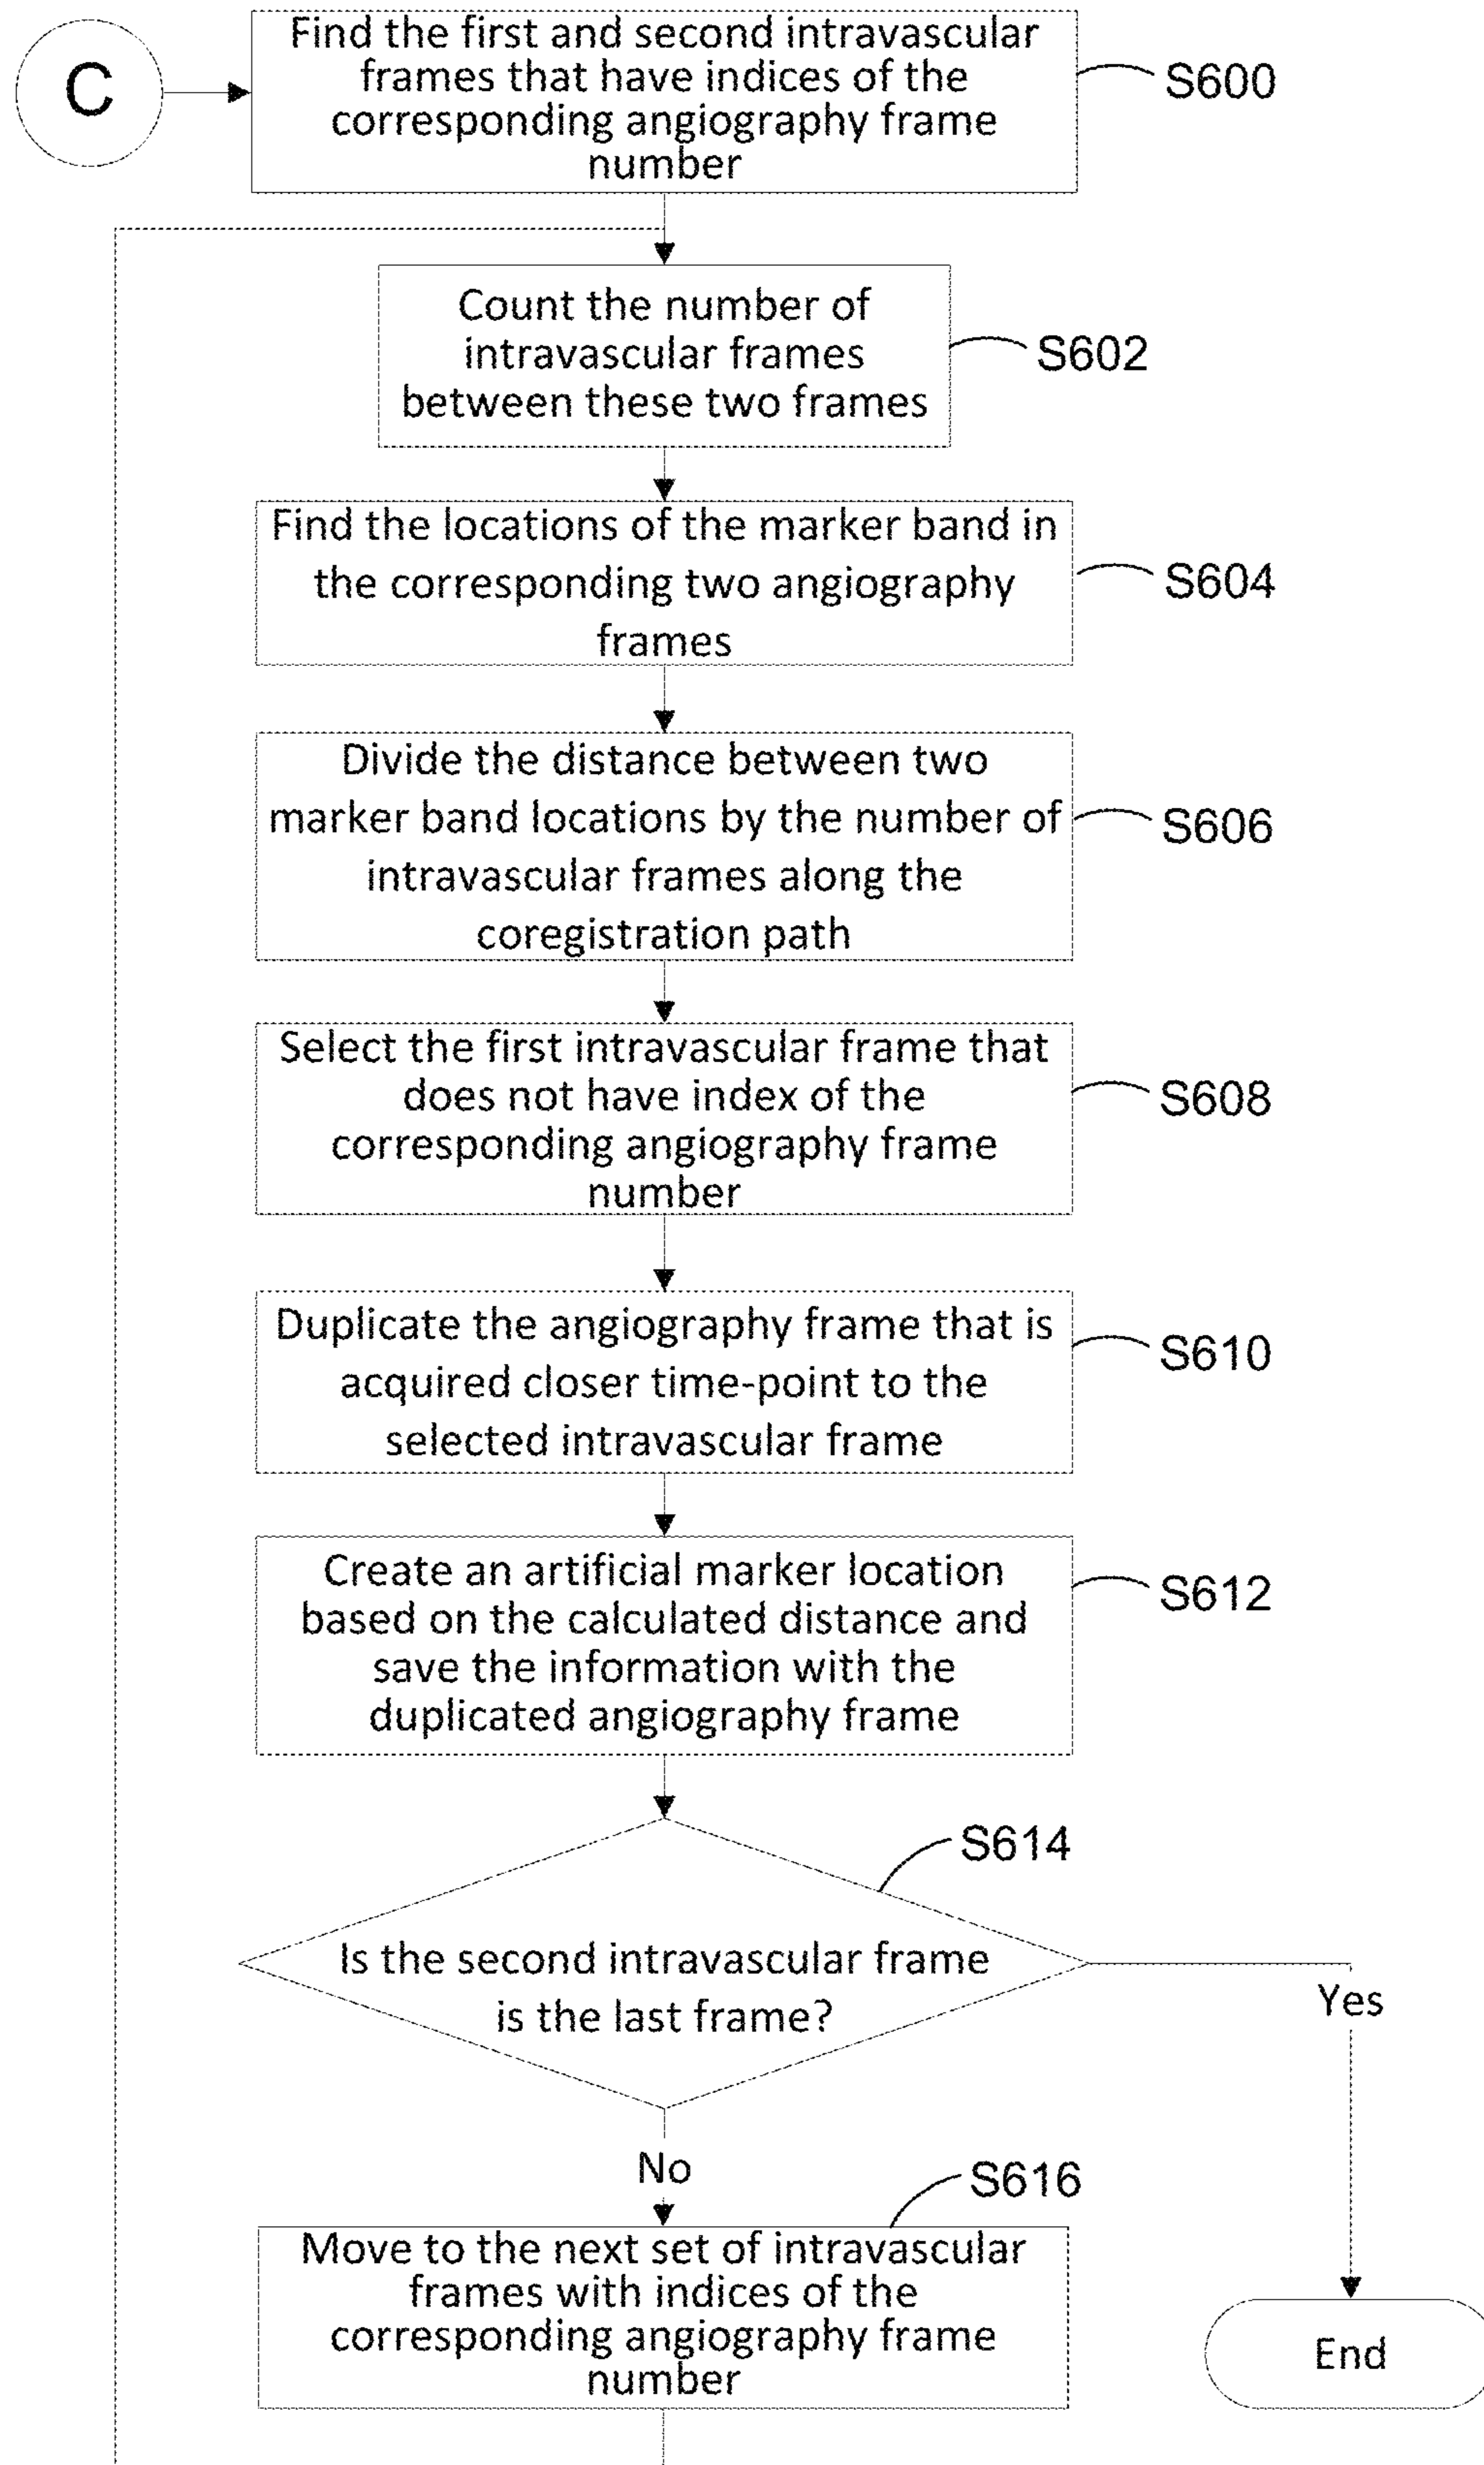 C
Find the first and second intravascular
frames that have indices of the
corresponding angiography frame
number
S600
Count the number of
intravascular frames
between these two frames
S602
Find the locations of the marker band in
the corresponding two angiography
frames
S604
Divide the distance between two
marker band locations by the number of
intravascular frames along the
coregistration path
S606
Select the first intravascular frame that
does not have index of the
corresponding angiography frame
number
S608
Duplicate the angiography frame that is
acquired closer time-point to the
selected intravascular frame
S610
Create an artificial marker location
based on the calculated distance and
save the information with the
duplicated angiography frame
S612
S614
Is the second intravascular frame
is the last frame?
Yes
No
S616
Move to the next set of intravascular
frames with indices of the
corresponding angiography frame
number
End